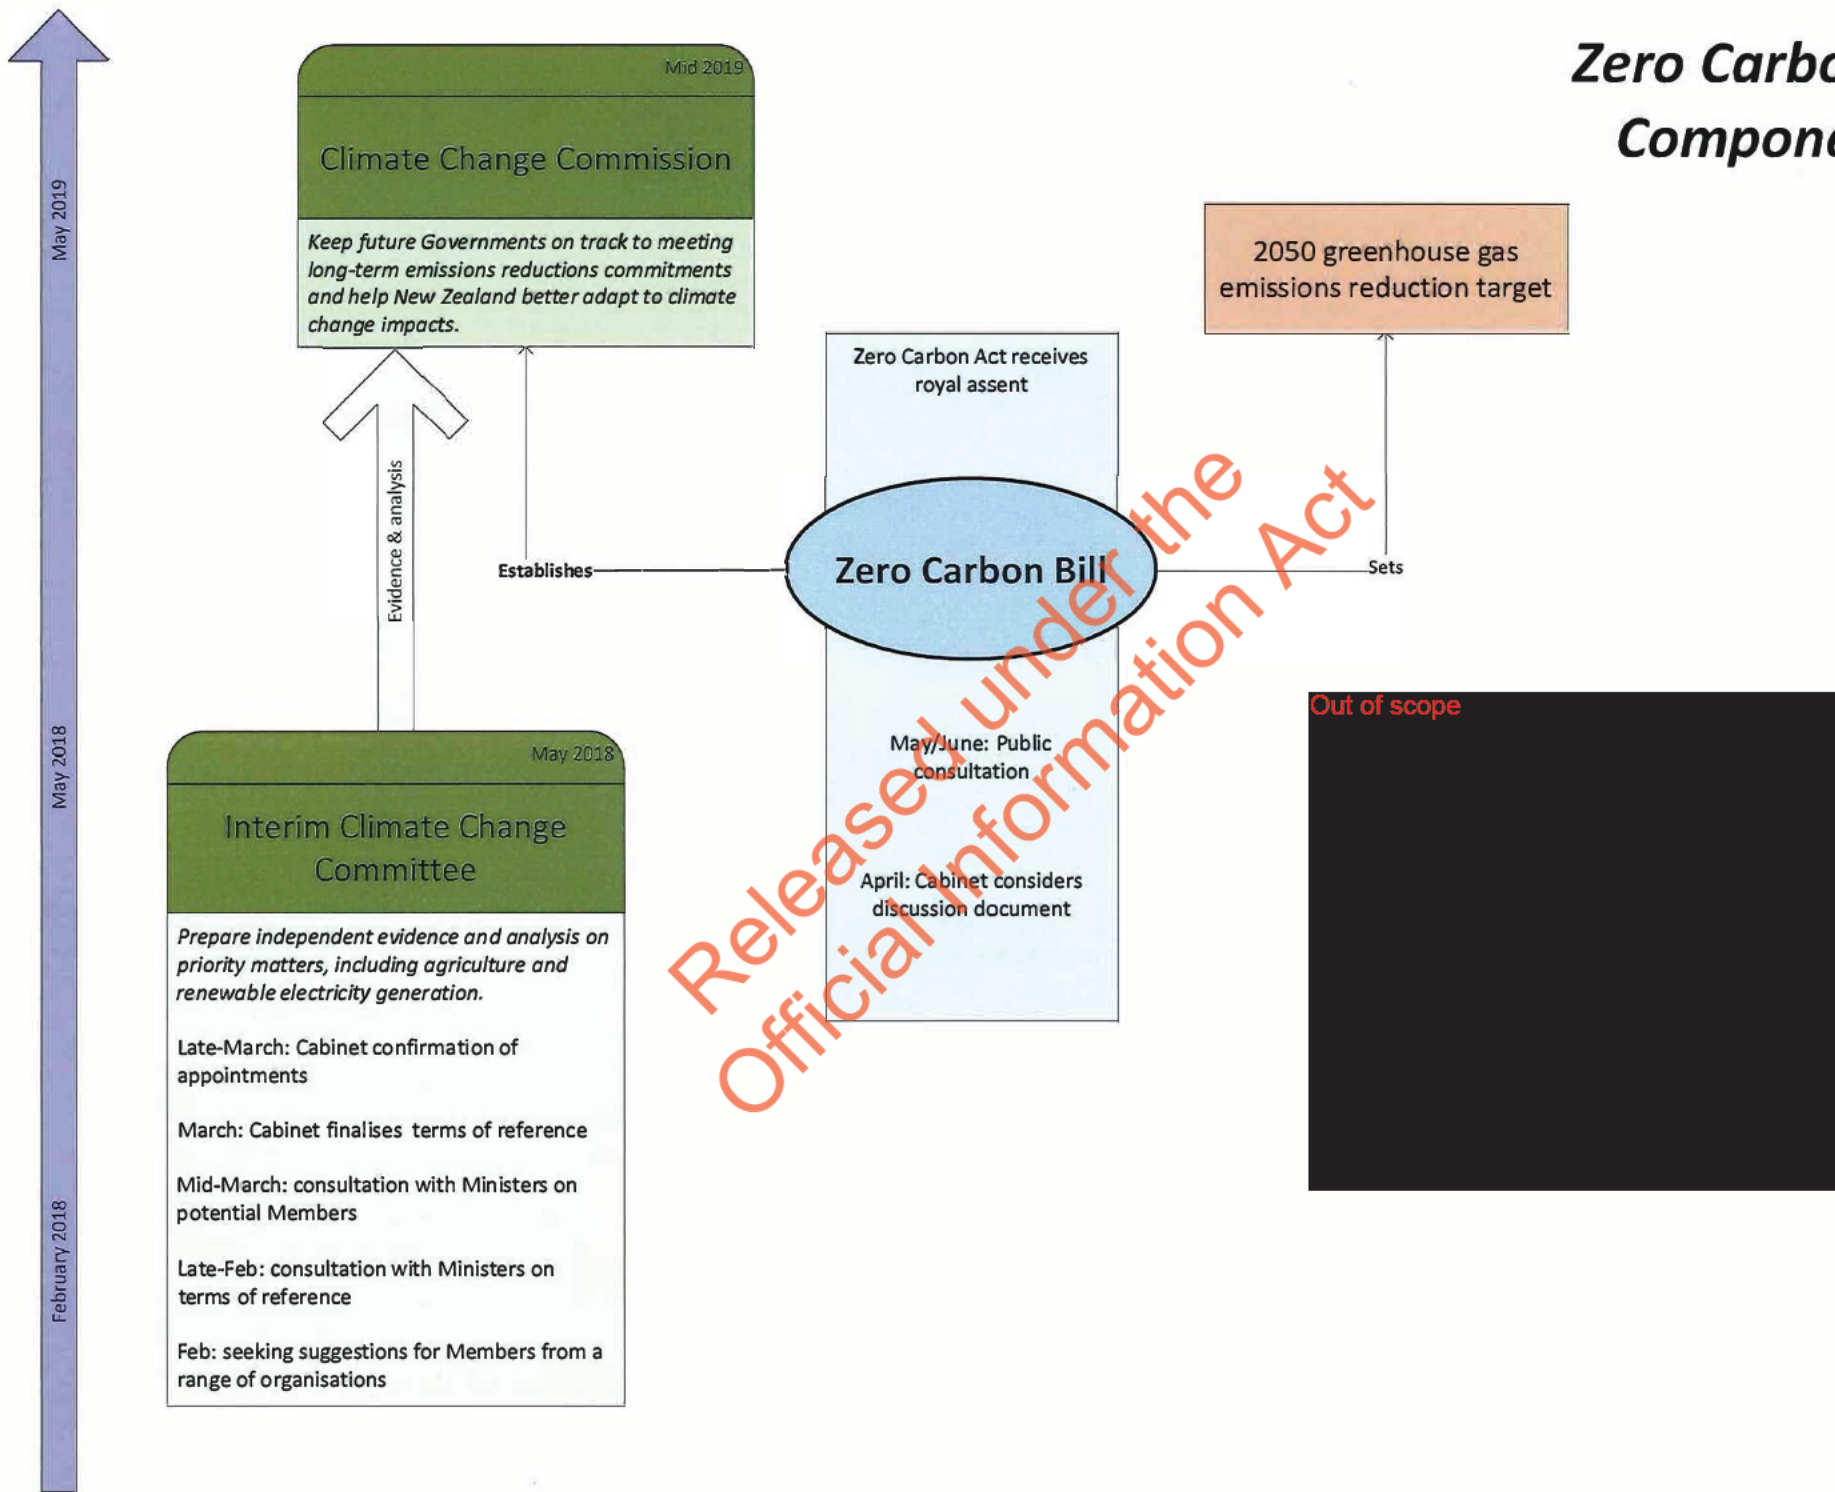 Zero Carbo
Compone
Mid 2019
Climate Change Commission
Keep future Governments on track to meeting
long-term emissions reductions commitments
and help New Zealand better adapt to climate
change impacts.
May 2019
2050 greenhouse gas
emissions reduction target
Zero Carbon Act receives
royal assent
Evidence & analysis
Establishes
Zero Carbon Bill
Sets
Released under the
Official Information Act
Out of scope
May 2018
May/June: Public
consultation
May 2018
Interim Climate Change
Committee
April: Cabinet considers
discussion document
Prepare independent evidence and analysis on
priority matters, including agriculture and
renewable electricity generation.
Late-March: Cabinet confirmation of
appointments
March: Cabinet finalises terms of reference
Mid-March: consultation with Ministers on
potential Members
Late-Feb: consultation with Ministers on
terms of reference
Feb: seeking suggestions for Members from a
range of organisations
February 2018